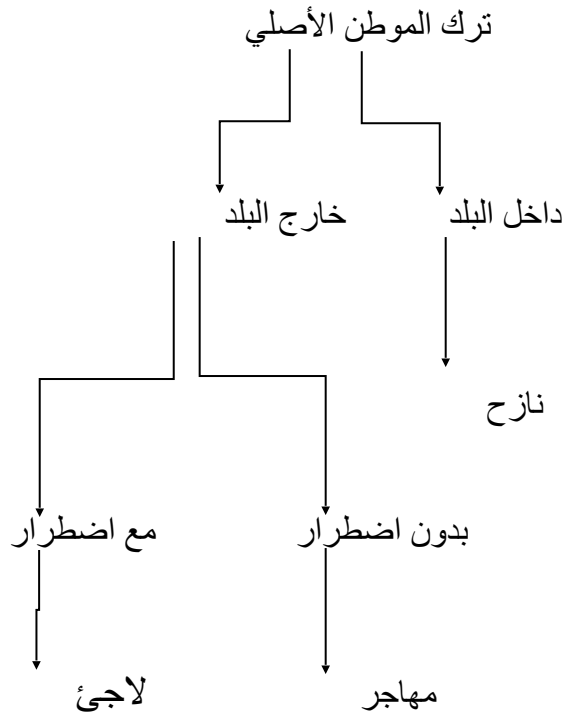 ترك الموطن الأصلي
داخل البلد
خارج البلد
نازح
بدون اضطرار
مع اضطرار
مهاجر
لاجئ